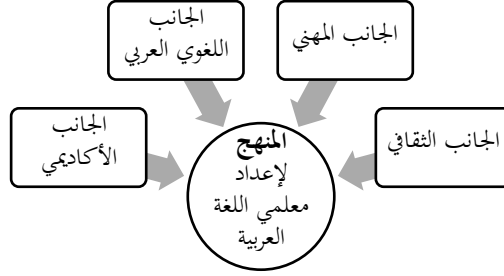 الجانب المهني
الجانب
اللغوي العربي
الجانب الثقافي
الجانب
الأكاديمي
المنهج
لإعداد
معلمي اللغة
العربية